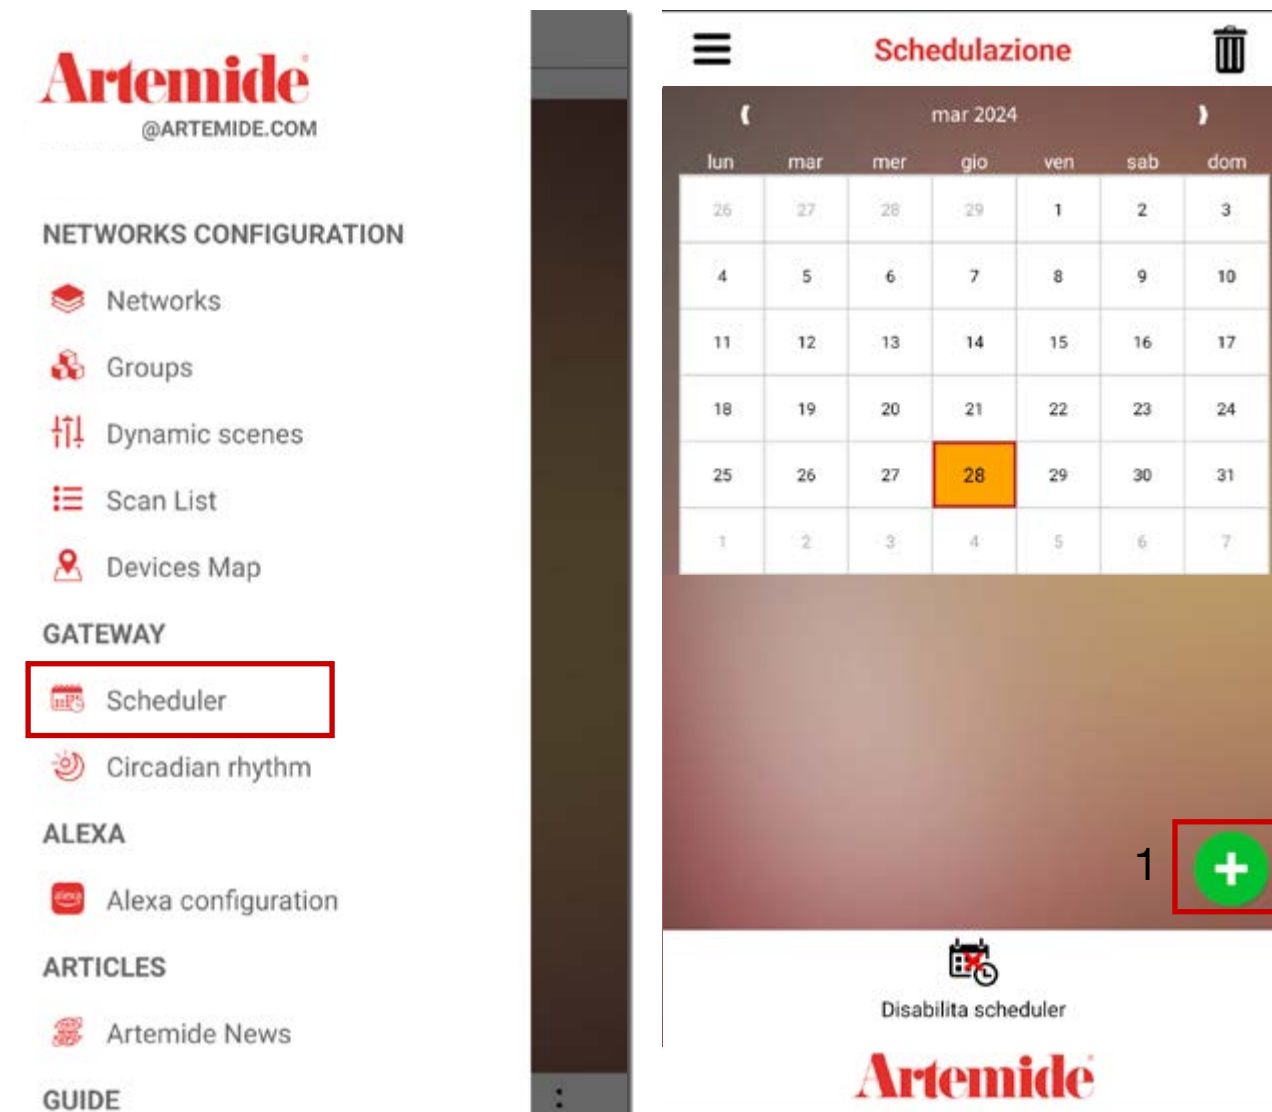 Artemide
@ARTEMIDE.COM
NETWORKS CONFIGURATION
Networks
Groups
Dynamic scenes
Scan List
Devices Map
GATEWAY
Scheduler
Circadian rhythm
ALEXA
alexa
Alexa configuration
ARTICLES
Artemide News
GUIDE
Schedulazione
mar 2024
lun mar mer gio ven sab dom
26 27 28 29 1 2 3
4 5 6 7 8 9 10
11 12 13 14 15 16 17
18 19 20 21 22 23 24
25 26 27 28 29 30 31
1 2 3 4 5 6 7
1
Disabilita scheduler
Artemide